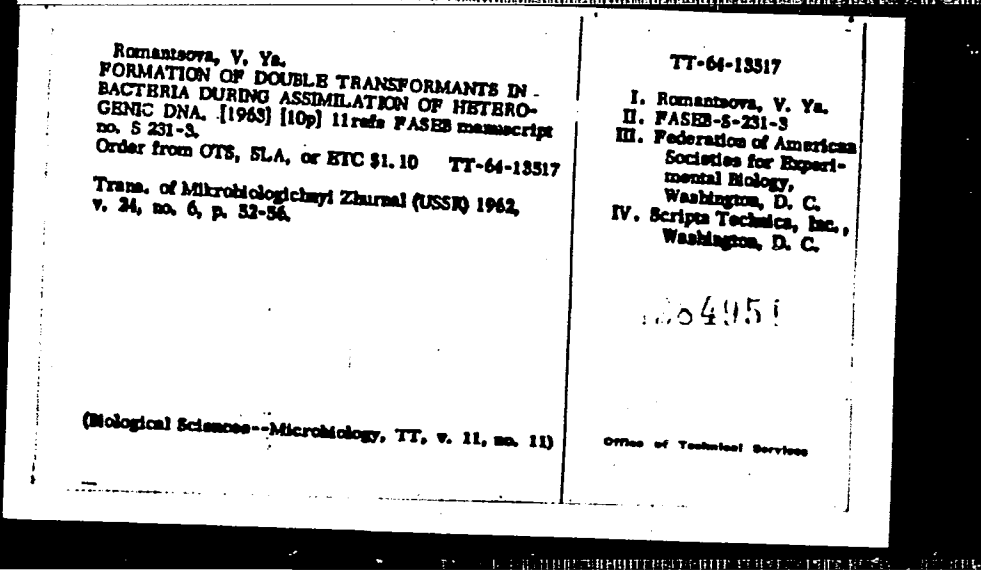 Romantsova, V. Ya.
FORMATION OF DOUBLE TRANSFORMANTS IN
BACTERIA DURING ASSIMILATION OF HETERO-
GENIC DNA. [1963] [10p] 11refs FASEB manuscript
no. S 231-3.
Order from OTS, SLA, or ETC $1.10 TT-64-13517
Trans. of Mikrobiologichnyi Zhurnal (USSR) 1962,
v. 24, no. 6, p. 52-56.
(Biological Sciences--Microbiology, TT, v. 11, no. 11)
TT-64-13517
I. Romantsova, V. Ya.
II. FASEB-S-231-3
III. Federation of American
Societies for Experi-
mental Biology,
Washington, D. C.
IV. Scripta Technica, Inc.,
Washington, D. C.
Office of Technical Services